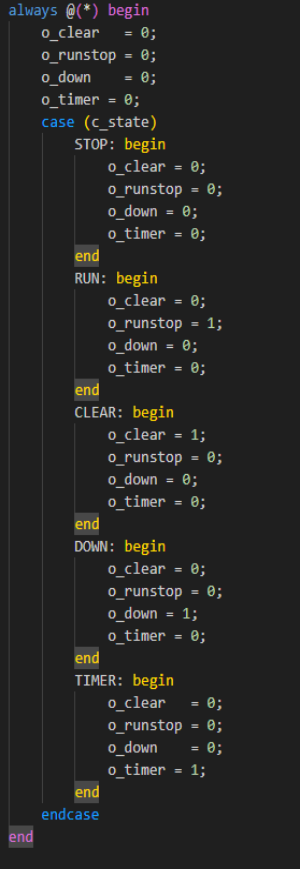 always @(*) begin
    o_clear   = 0;
    o_runstop = 0;
    o_down    = 0;
    o_timer = 0;
    case (c_state)
        STOP: begin
            o_clear = 0;
            o_runstop = 0;
            o_down = 0;
            o_timer = 0;
        end
        RUN: begin
            o_clear = 0;
            o_runstop = 1;
            o_down = 0;
            o_timer = 0;
        end
        CLEAR: begin
            o_clear = 1;
            o_runstop = 0;
            o_down = 0;
            o_timer = 0;
        end
        DOWN: begin
            o_clear = 0;
            o_runstop = 0;
            o_down = 1;
            o_timer = 0;
        end
        TIMER: begin
            o_clear   = 0;
            o_runstop = 0;
            o_down    = 0;
            o_timer = 1;
        end
    endcase
end